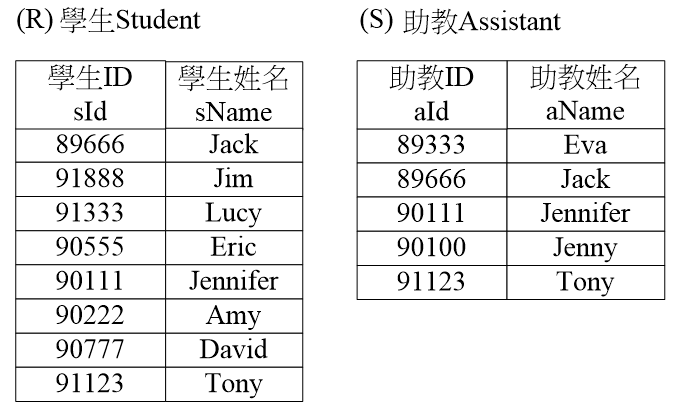 (R) 學生Student
學生ID 學生姓名
sId sName
89666 Jack
91888 Jim
91333 Lucy
90555 Eric
90111 Jennifer
90222 Amy
90777 David
91123 Tony
(S) 助教Assistant
助教ID 助教姓名
aId aName
89333 Eva
89666 Jack
90111 Jennifer
90100 Jenny
91123 Tony